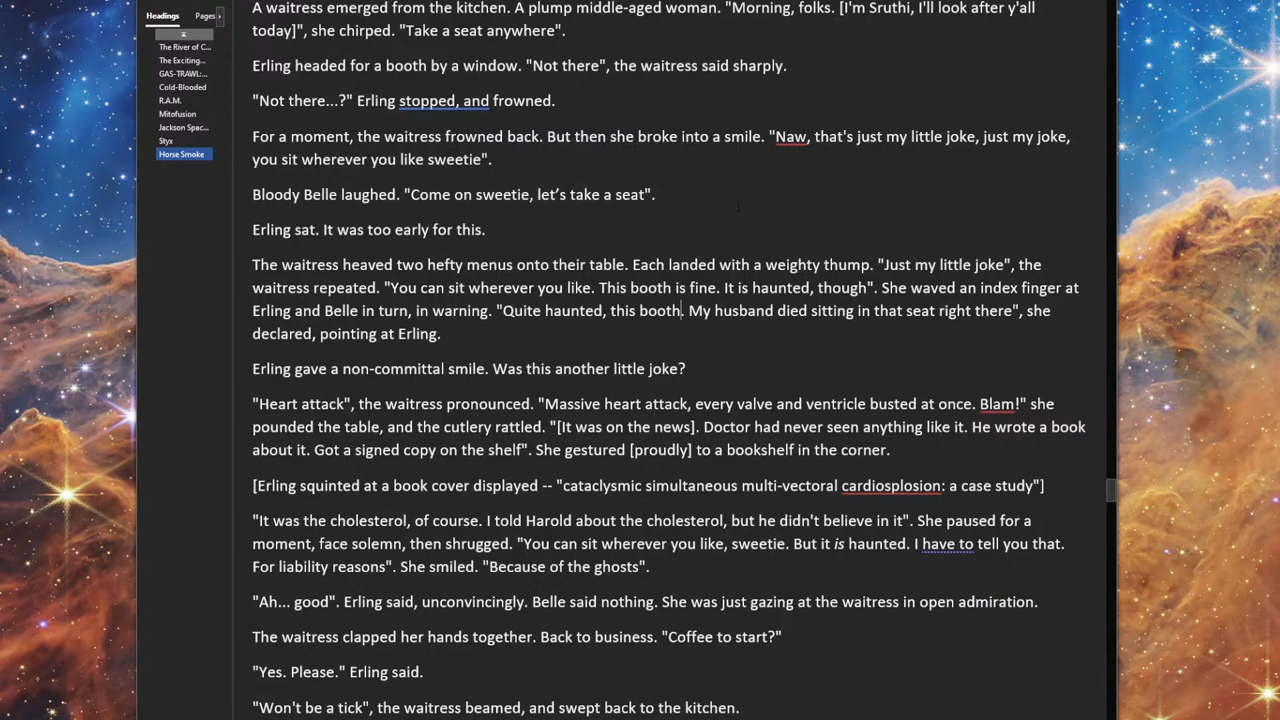 Headings
Pages
The River of C...
The Exciting...
GAS-TRAWL:...
Cold-Blooded
R.A.M.
Mitofusion
Jackson Spac...
Styx
Horse Smoke
A waitress emerged from the kitchen. A plump middle-aged woman. "Morning, folks. [I'm Sruthi, I'll look after y'all
today]", she chirped. "Take a seat anywhere".
Erling headed for a booth by a window. "Not there", the waitress said sharply.
"Not there...?" Erling stopped, and frowned.
For a moment, the waitress frowned back. But then she broke into a smile. "Naw, that's just my little joke, just my joke,
you sit wherever you like sweetie".
Bloody Belle laughed. "Come on sweetie, let’s take a seat".
Erling sat. It was too early for this.
The waitress heaved two hefty menus onto their table. Each landed with a weighty thump. "Just my little joke", the
waitress repeated. "You can sit wherever you like. This booth is fine. It is haunted, though". She waved an index finger at
Erling and Belle in turn, in warning. "Quite haunted, this booth. My husband died sitting in that seat right there", she
declared, pointing at Erling.
Erling gave a non-committal smile. Was this another little joke?
"Heart attack", the waitress pronounced. "Massive heart attack, every valve and ventricle busted at once. Blam!" she
pounded the table, and the cutlery rattled. "[It was on the news]. Doctor had never seen anything like it. He wrote a book
about it. Got a signed copy on the shelf". She gestured [proudly] to a bookshelf in the corner.
[Erling squinted at a book cover displayed -- "cataclysmic simultaneous multi-vectoral cardiosplosion: a case study"]
"It was the cholesterol, of course. I told Harold about the cholesterol, but he didn't believe in it". She paused for a
moment, face solemn, then shrugged. "You can sit wherever you like, sweetie. But it is haunted. I have to tell you that.
For liability reasons". She smiled. "Because of the ghosts".
"Ah... good". Erling said, unconvincingly. Belle said nothing. She was just gazing at the waitress in open admiration.
The waitress clapped her hands together. Back to business. "Coffee to start?"
"Yes. Please." Erling said.
"Won't be a tick", the waitress beamed, and swept back to the kitchen.